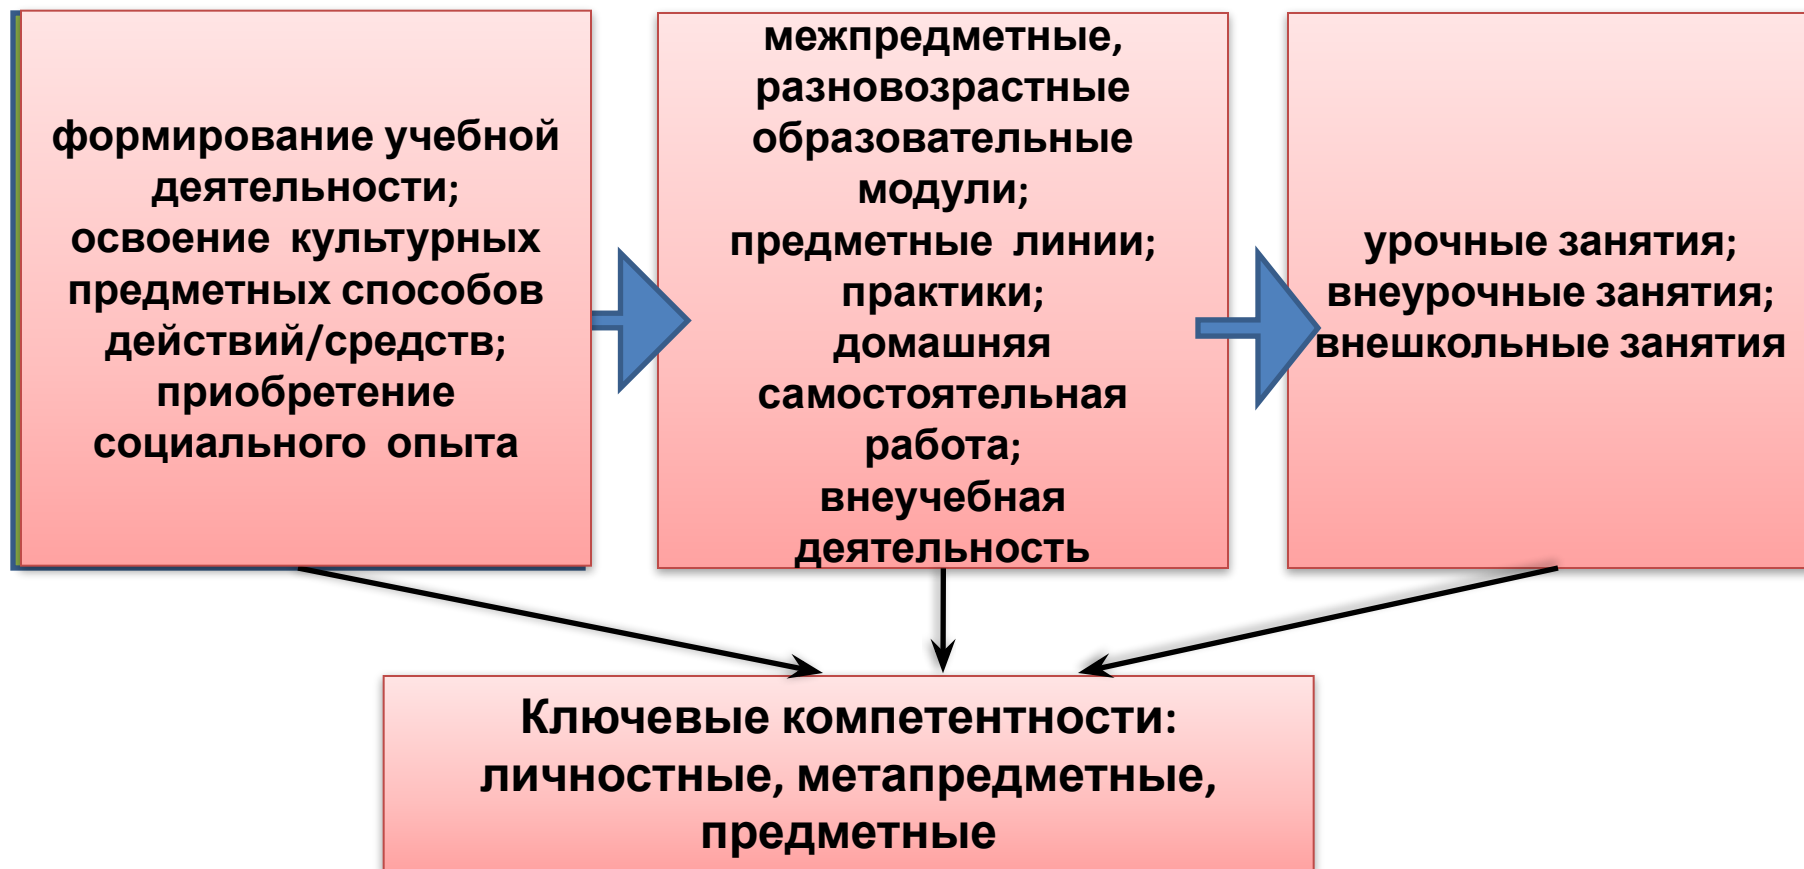 формирование учебной
деятельности;
освоение культурных
предметных способов
действий/средств;
приобретение
социального опыта
межпредметные,
разновозрастные
образовательные
модули;
предметные линии;
практики;
домашняя
самостоятельная
работа;
внеучебная
деятельность
урочные занятия;
внеурочные занятия;
внешкольные занятия
Ключевые компетентности:
личностные, метапредметные,
предметные